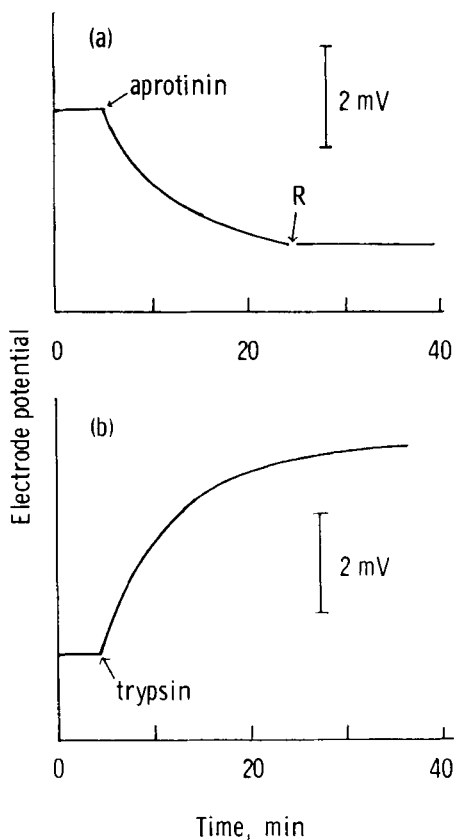 (a)
aprotinin
2 mV
R
0
20
40
Electrode potential
(b)
2 mV
trypsin
0
20
40
Time, min